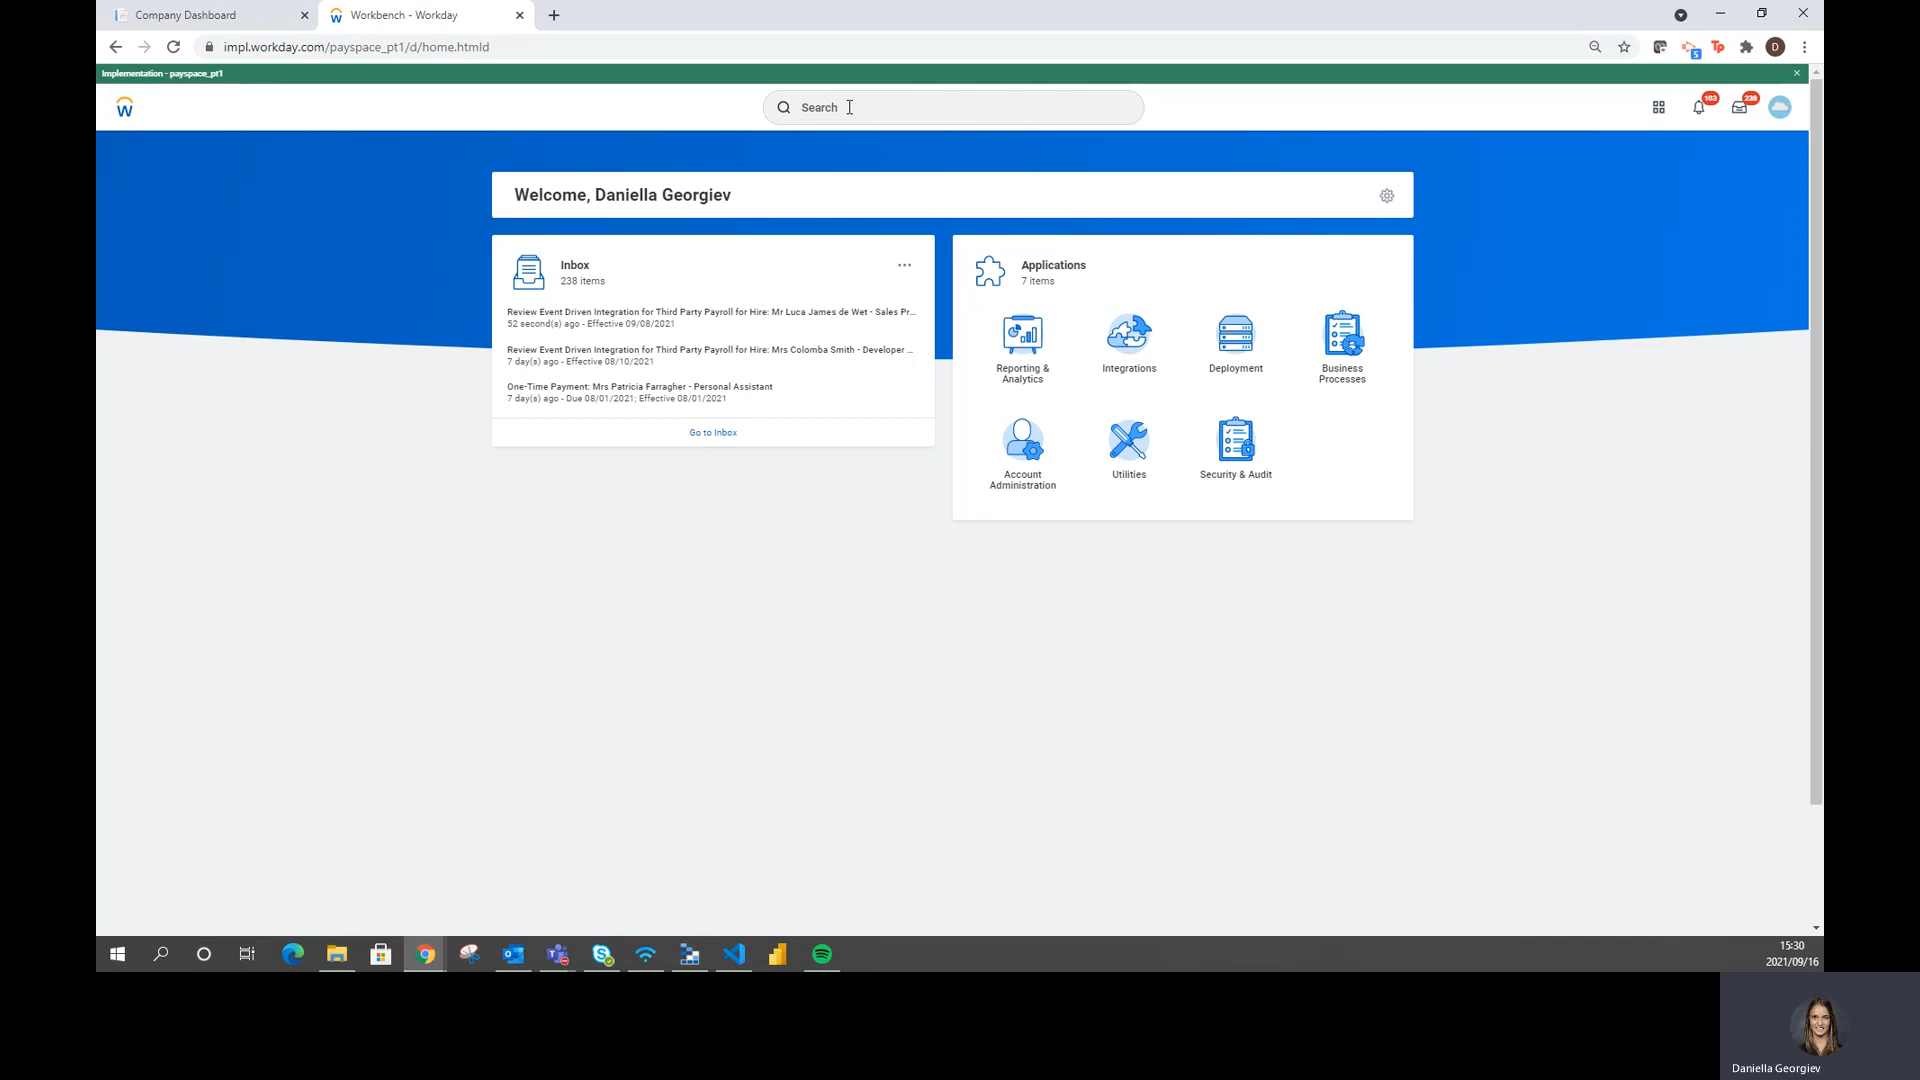 Company Dashboard
Workbench - Workday
impl.workday.com/payspace_pt1/d/home.htmld
5
Tp
D
Implementation - payspace_pt1
W
Search
103
238
Welcome, Daniella Georgiev
Inbox
238 items
Review Event Driven Integration for Third Party Payroll for Hire: Mr Luca James de Wet - Sales Pr...
52 second(s) ago - Effective 09/08/2021
Review Event Driven Integration for Third Party Payroll for Hire: Mrs Colomba Smith - Developer ...
7 day(s) ago - Effective 08/10/2021
One-Time Payment: Mrs Patricia Farragher - Personal Assistant
7 day(s) ago - Due 08/01/2021; Effective 08/01/2021
Go to Inbox
Applications
7 items
Reporting &
Analytics
Integrations
Deployment
Business
Processes
Account
Administration
Utilities
Security & Audit
15:30
2021/09/16
Daniella Georgiev